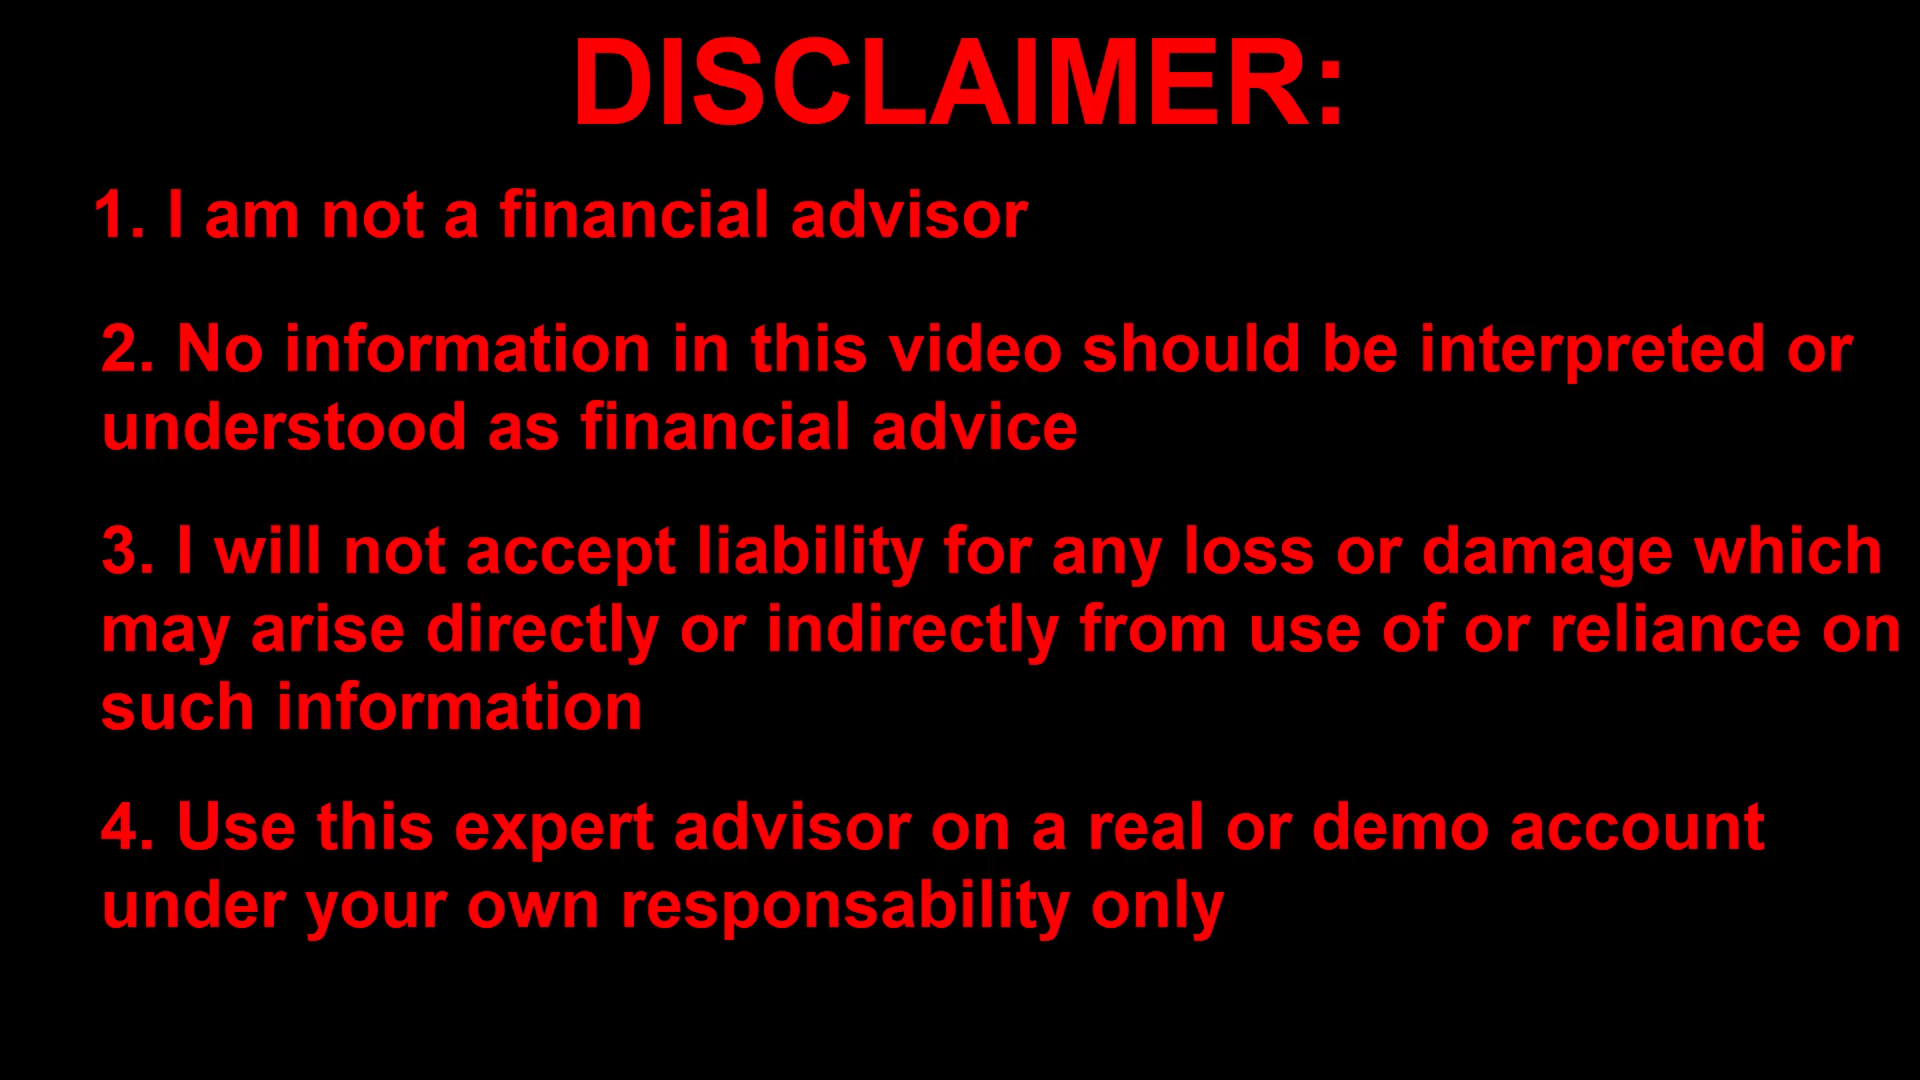 DISCLAIMER:
1. I am not a financial advisor
2. No information in this video should be interpreted or
understood as financial advice
3. I will not accept liability for any loss or damage which
may arise directly or indirectly from use of or reliance on
such information
4. Use this expert advisor on a real or demo account
under your own responsability only